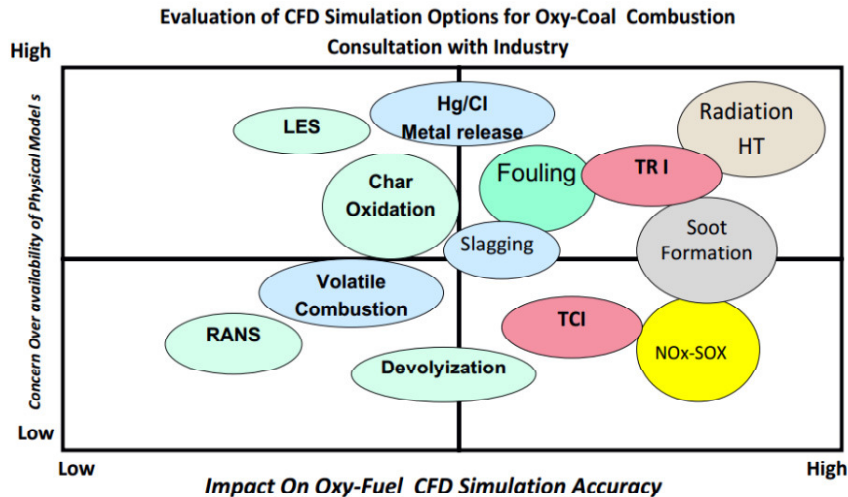 Evaluation of CFD Simulation Options for Oxy-Coal Combustion
Consultation with Industry
High
Concern Over availability of Physical Model s
LES
Hg/Cl
Metal release
Radiation
HT
Char
Oxidation
Fouling
TR I
Slagging
Soot
Formation
Volatile
Combustion
RANS
TCI
NOx-SOX
Devolyization
Low
Low
High
Impact On Oxy-Fuel CFD Simulation Accuracy